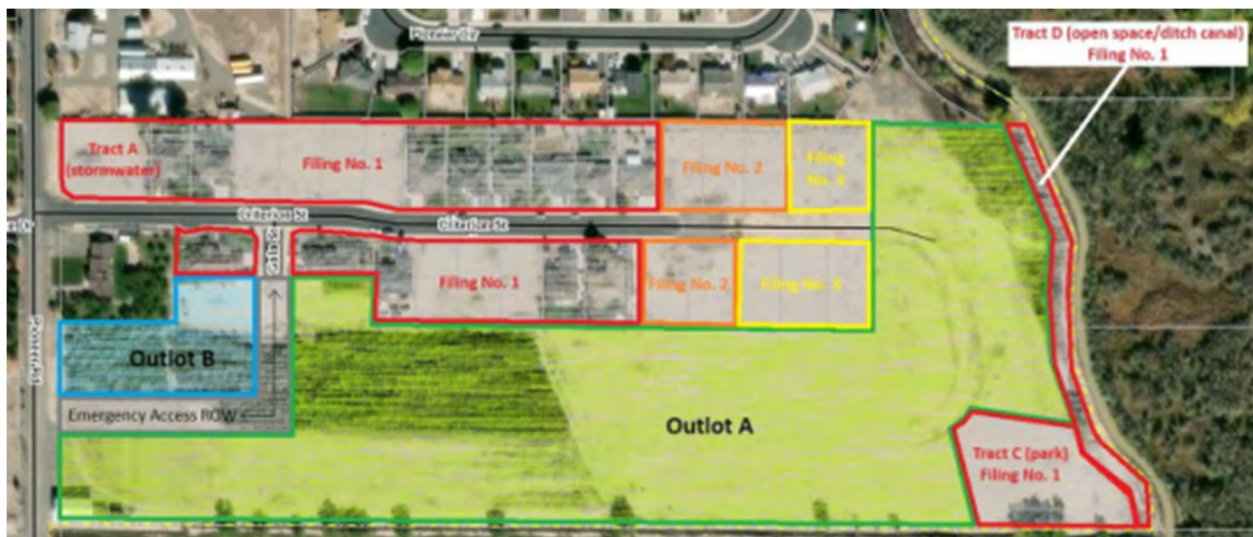 Pioneer Cir
Tract D (open space/ditch canal)
Filing No. 1
Tract A
(stormwater)
Filing No. 1
Filing No. 2
Filing
No. 3
Criterion St
Criterion St
Filing No. 1
Filing No. 2
Filing No. 3
Outlot B
Emergency Access ROW
Outlot A
Tract C (park)
Filing No. 1